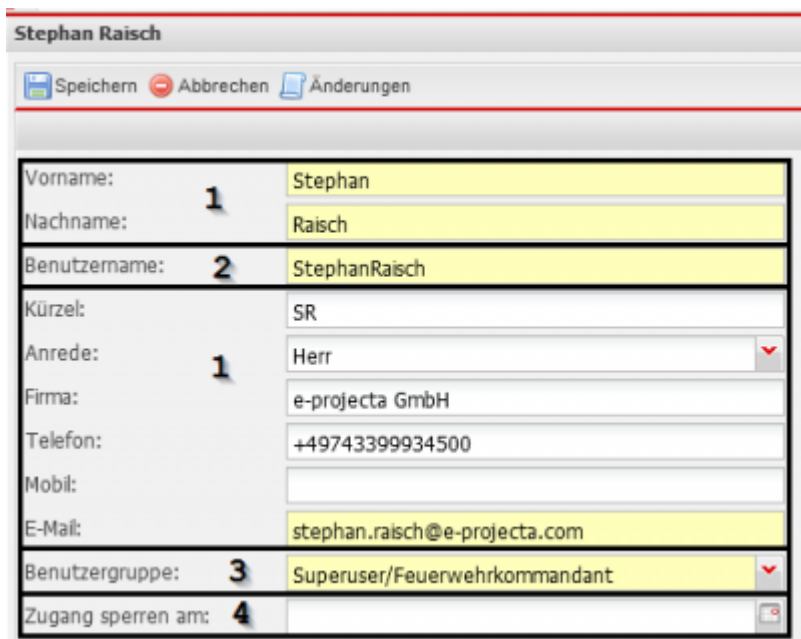 Stephan Raisch
Speichern Abbrechen Änderungen
Vorname: 1 Stephan
Nachname: Raisch
Benutzername: 2 StephanRaisch
Kürzel: SR
Anrede: 1 Herr
Firma: e-projecta GmbH
Telefon: +49743399934500
Mobil:
E-Mail: stephan.raisch@e-projecta.com
Benutzergruppe: 3 Superuser/Feuerwehrkommandant
Zugang sperren am: 4